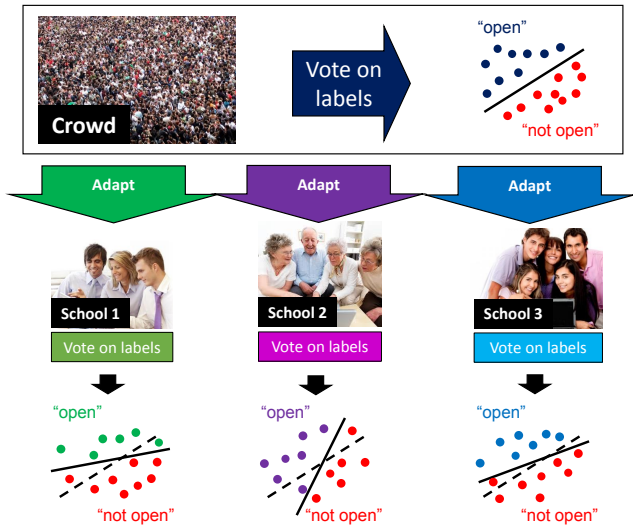 “open”
Vote on
labels
Crowd
“not open”
Adapt
Adapt
Adapt
School 1
School 2
School 3
Vote on labels
Vote on labels
Vote on labels
“open”
“open”
“open”
“not open”
“not open”
“not open”